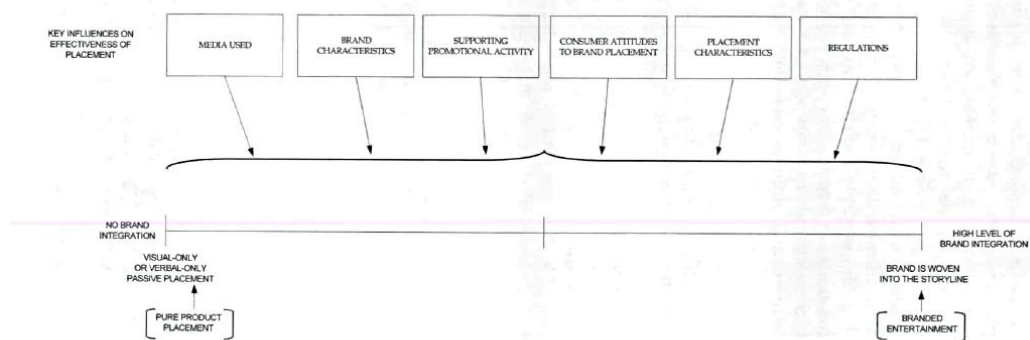 KEY INFLUENCES ON
EFFECTIVENESS OF
PLACEMENT
MEDIA USED
BRAND
CHARACTERISTICS
SUPPORTING
PROMOTIONAL ACTIVITY
CONSUMER ATTITUDES
TO BRAND PLACEMENT
PLACEMENT
CHARACTERISTICS
REGULATIONS
NO BRAND
INTEGRATION
HIGH LEVEL OF
BRAND INTEGRATION
VISUAL-ONLY
OR VERBAL-ONLY
PASSIVE PLACEMENT
BRAND IS WOVEN
INTO THE STORYLINE
PURE PRODUCT
PLACEMENT
BRANDED
ENTERTAINMENT